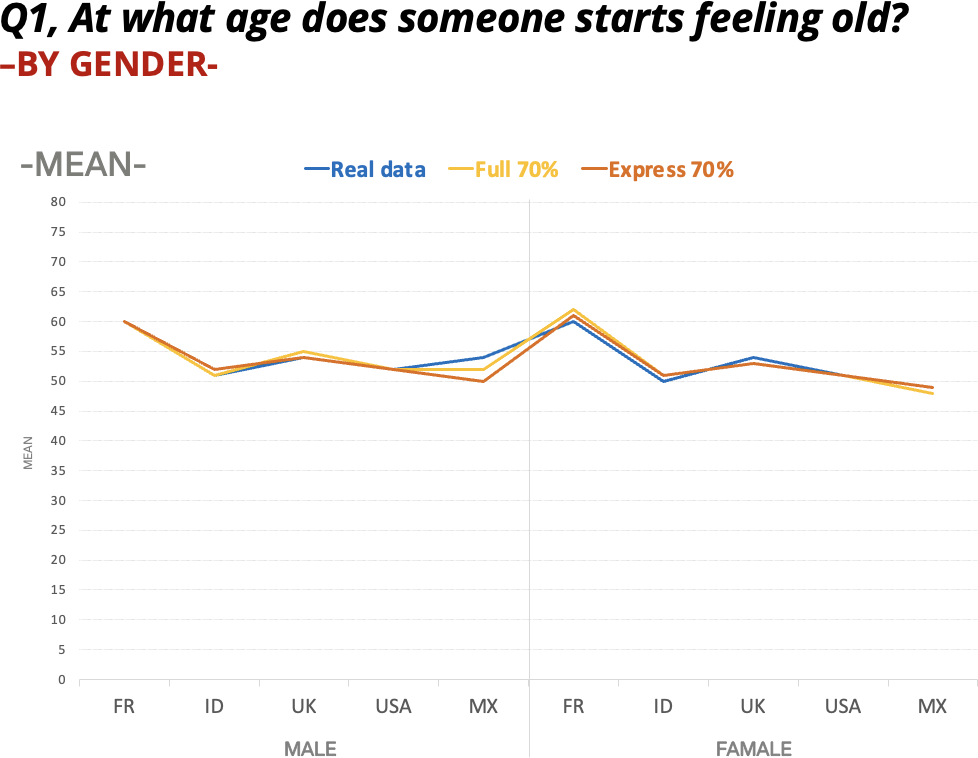 Q1, At what age does someone starts feeling old?
–BY GENDER-
-MEAN-
Real data Full 70% Express 70%
80
75
70
65
60
55
50
45
40
35
30
25
20
15
10
5
0
MEAN
FR ID UK USA MX FR ID UK USA MX
MALE FAMALE